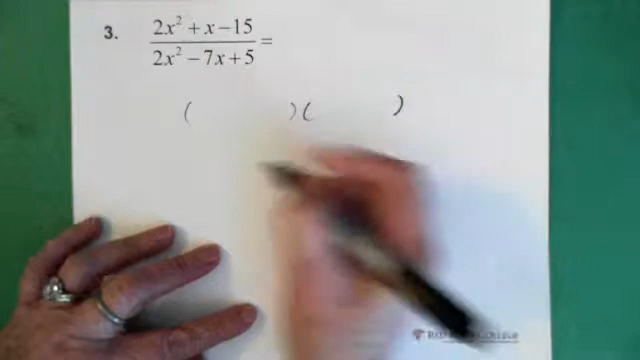 3. 2x² + x − 15
2x² − 7x + 5 =
( )( )